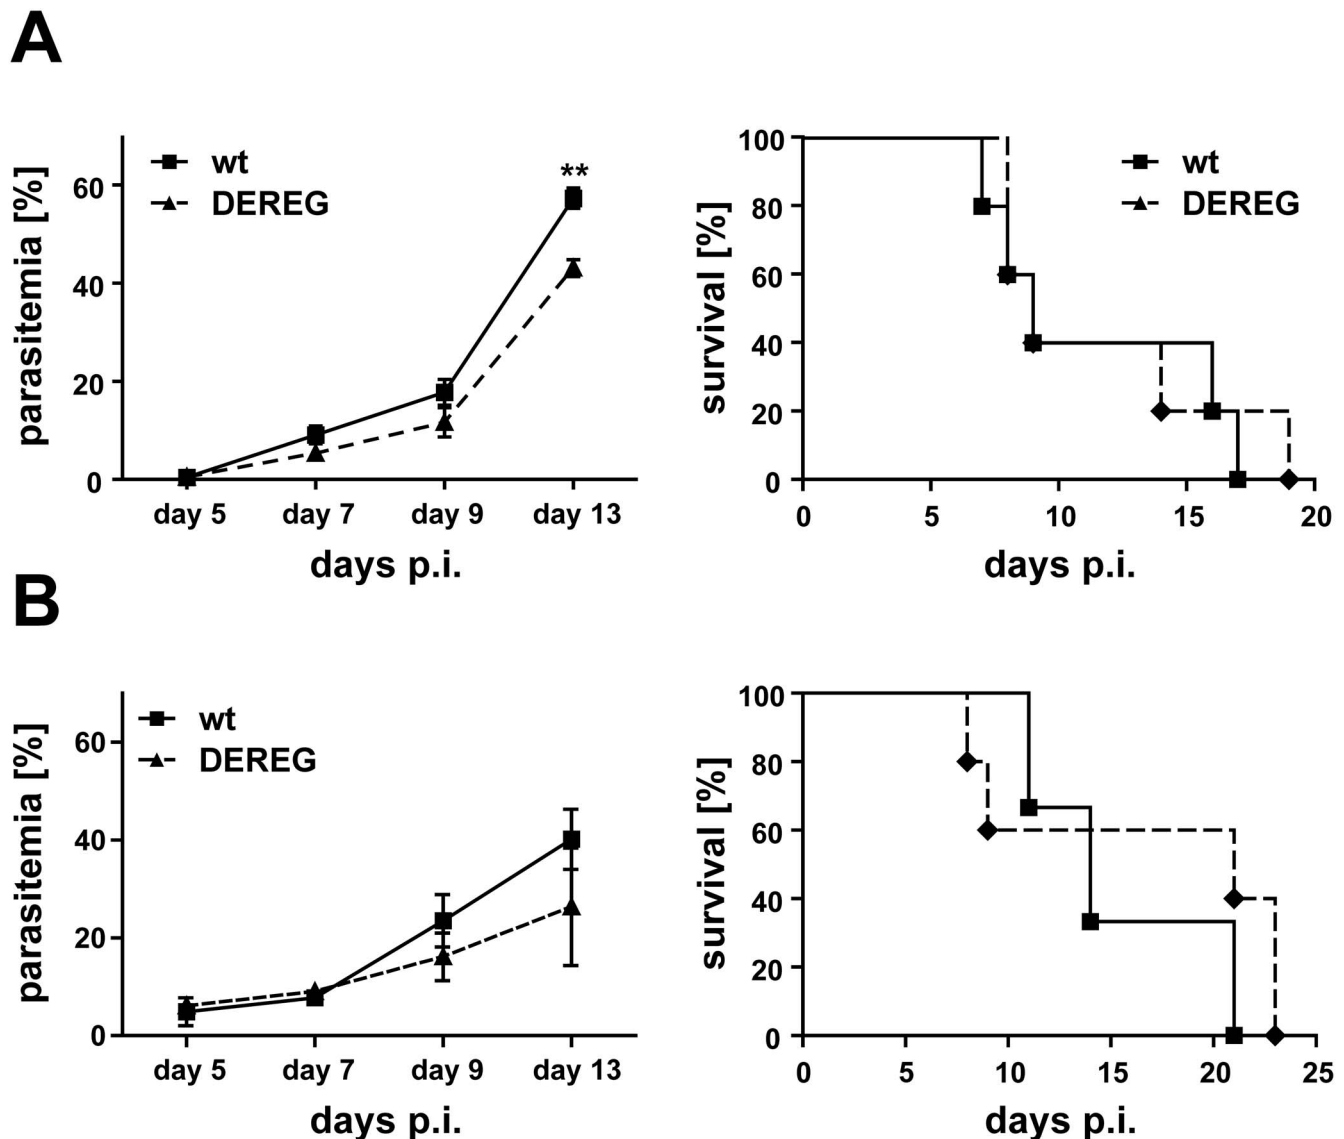 A
parasitemia [%]
60
40
20
0
wt
DEREG
**
day 5 day 7 day 9 day 13
days p.i.
survival [%]
100
80
60
40
20
0
wt
DEREG
0 5 10 15 20
days p.i.
B
parasitemia [%]
60
40
20
0
wt
DEREG
day 5 day 7 day 9 day 13
days p.i.
survival [%]
100
80
60
40
20
0
0 5 10 15 20 25
days p.i.